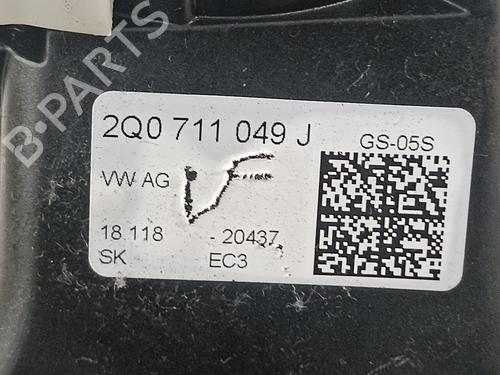 B-PARTS
2Q0 711 049 J
GS-05S
VW AG
18.118 - 20437
SK EC3